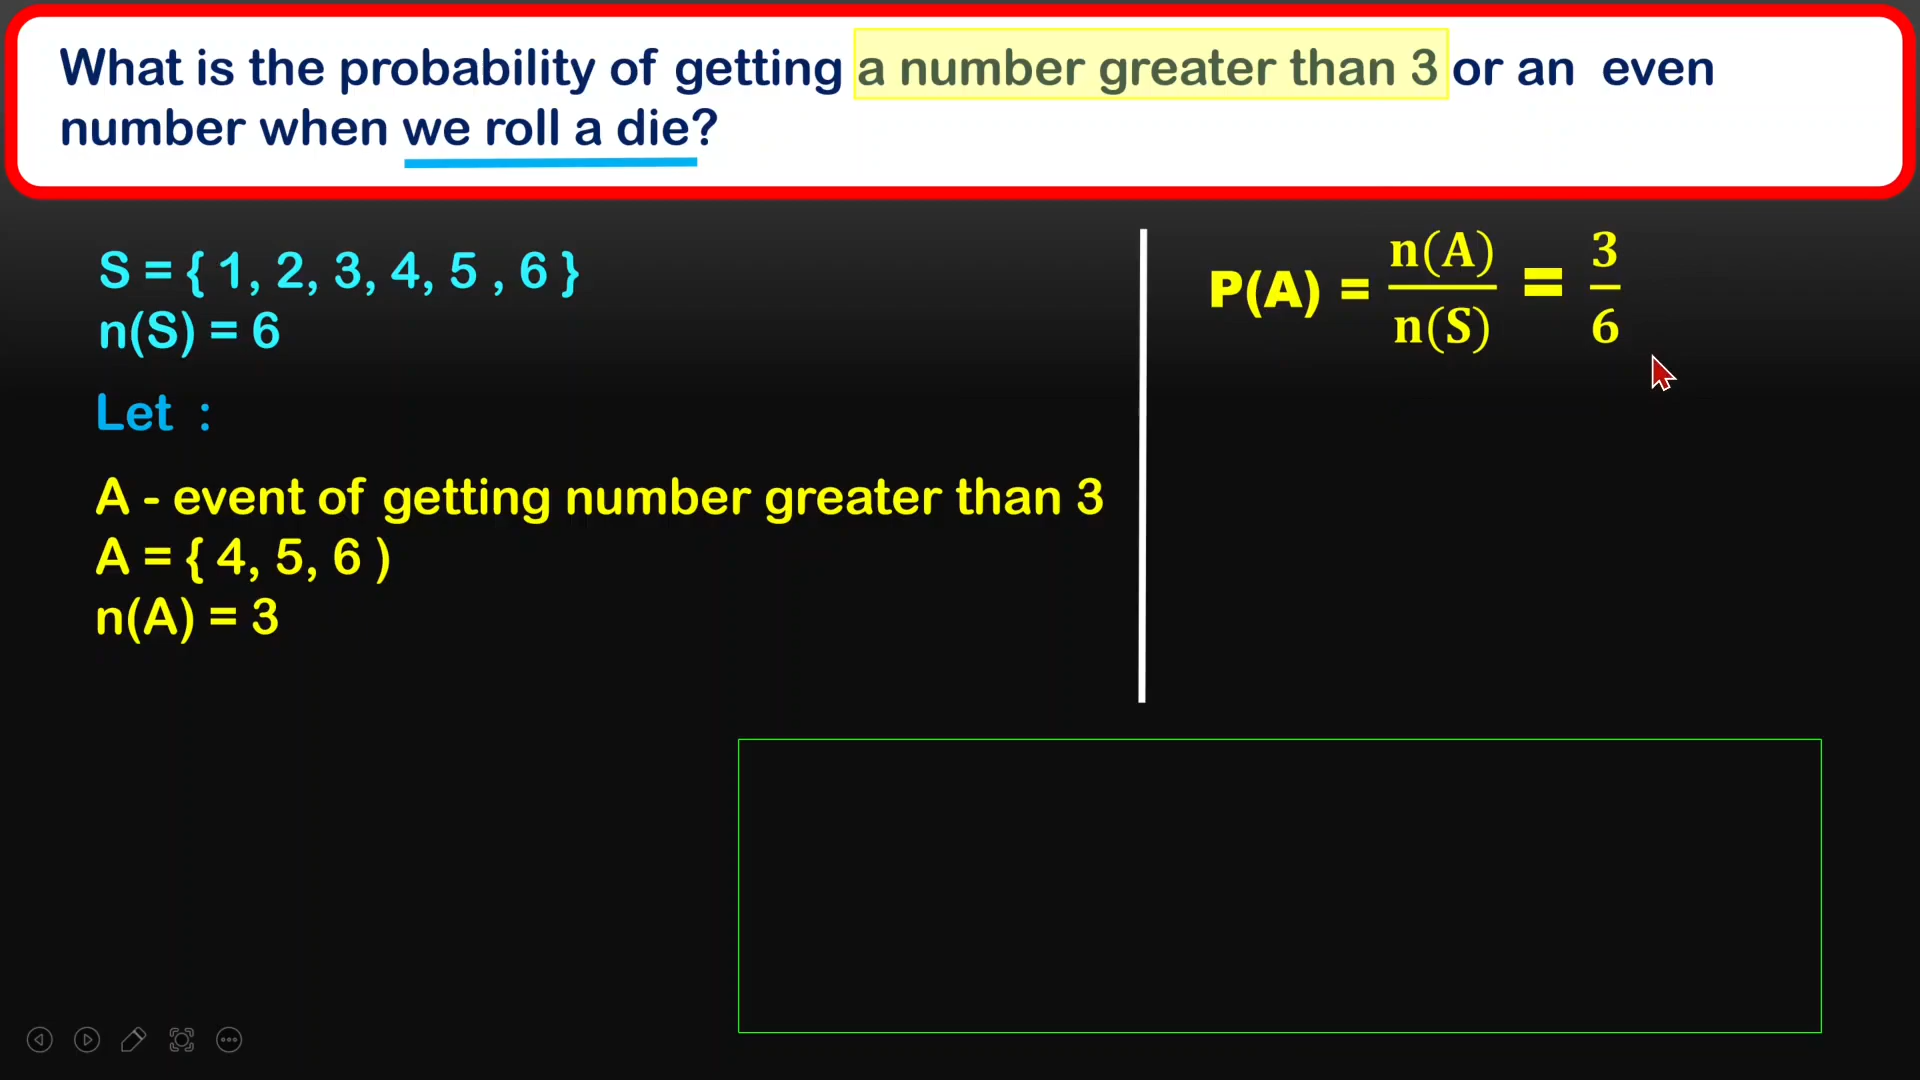 What is the probability of getting a number greater than 3 or an even
number when we roll a die?
S = { 1, 2, 3, 4, 5 , 6 }
n(S) = 6
Let :
A - event of getting number greater than 3
A = { 4, 5, 6 )
n(A) = 3
P(A) = n(A)/n(S) = 3/6